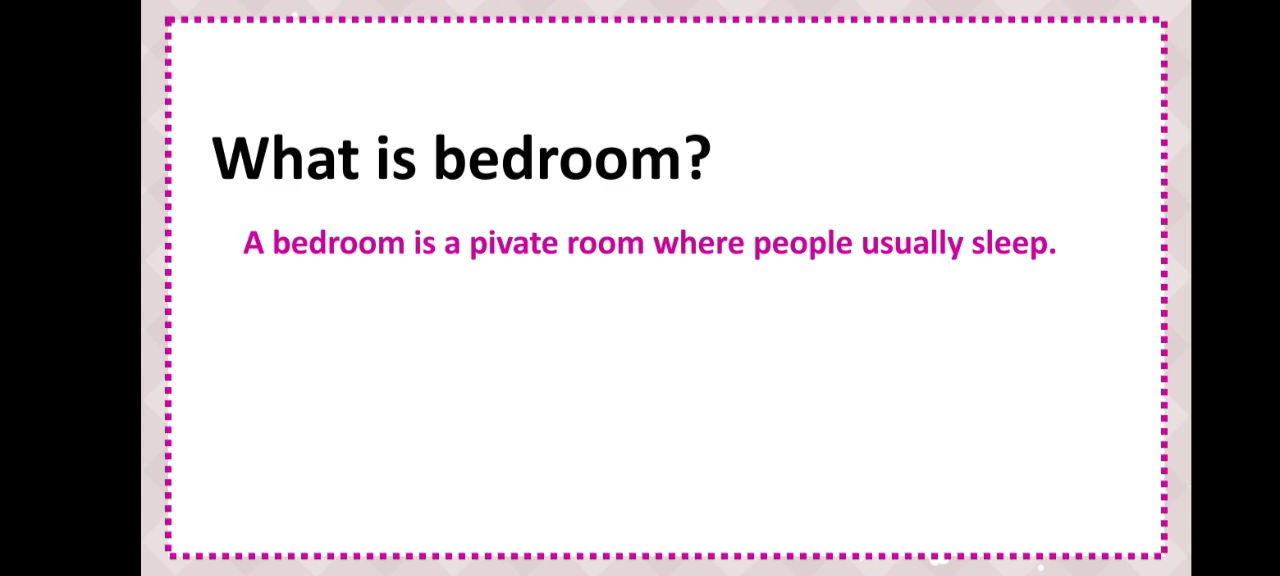 What is bedroom?
A bedroom is a pivate room where people usually sleep.